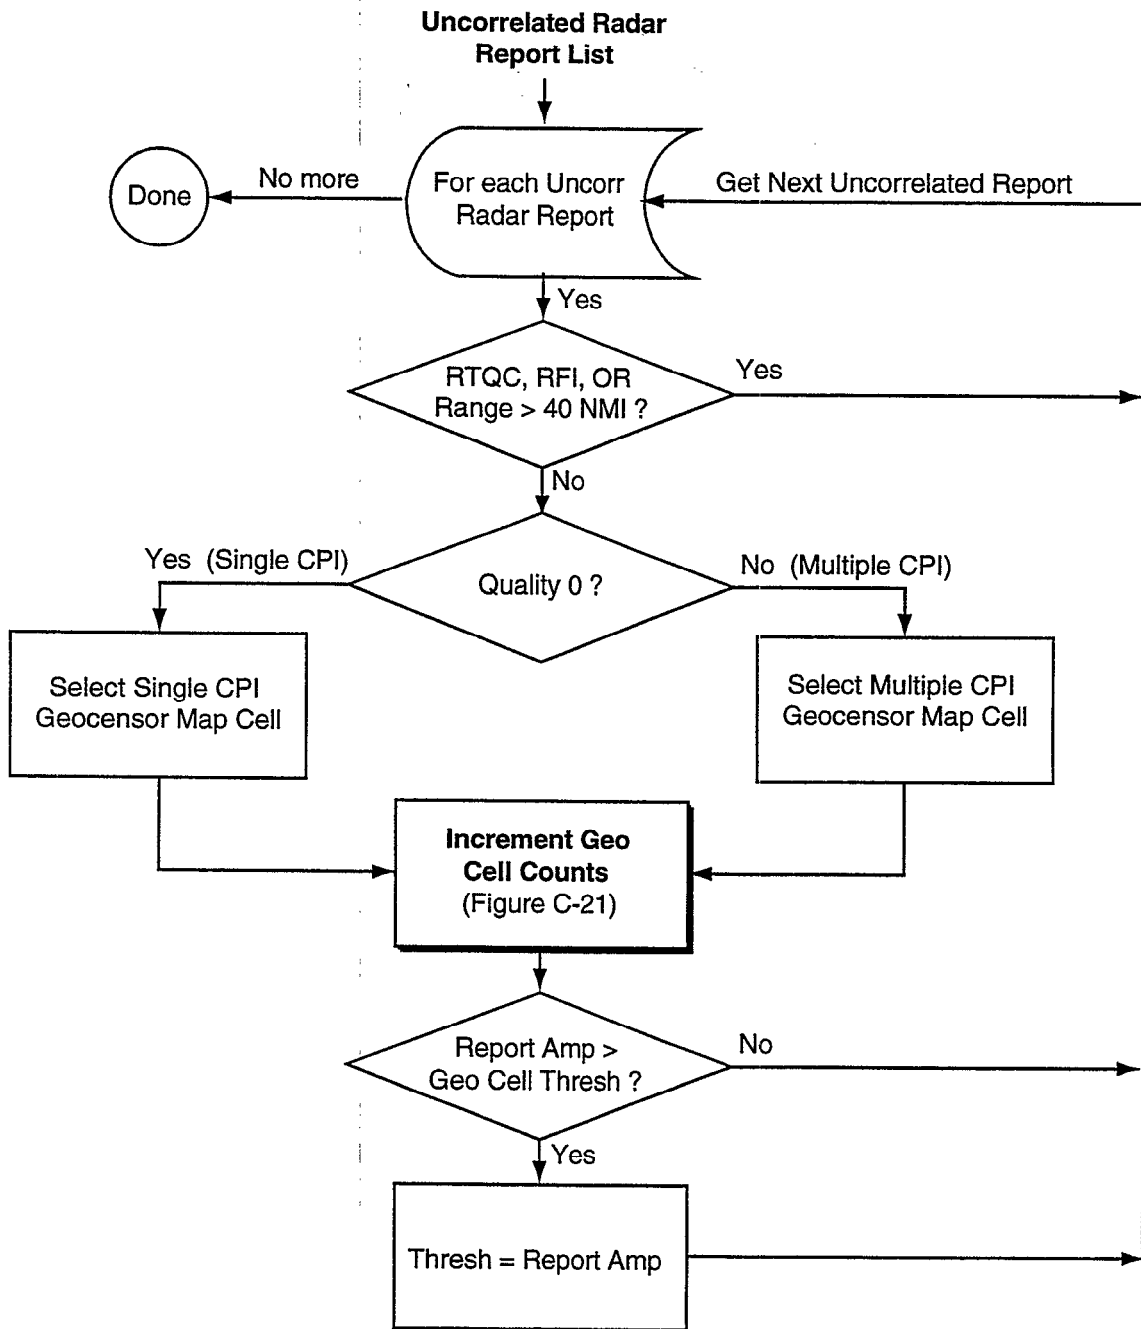 Uncorrelated Radar
Report List
Done
No more
For each Uncorr
Radar Report
Get Next Uncorrelated Report
Yes
RTQC, RFI, OR
Range > 40 NMI ?
Yes
No
Yes (Single CPI)
Quality 0 ?
No (Multiple CPI)
Select Single CPI
Geocensor Map Cell
Select Multiple CPI
Geocensor Map Cell
Increment Geo
Cell Counts
(Figure C-21)
Report Amp >
Geo Cell Thresh ?
No
Yes
Thresh = Report Amp